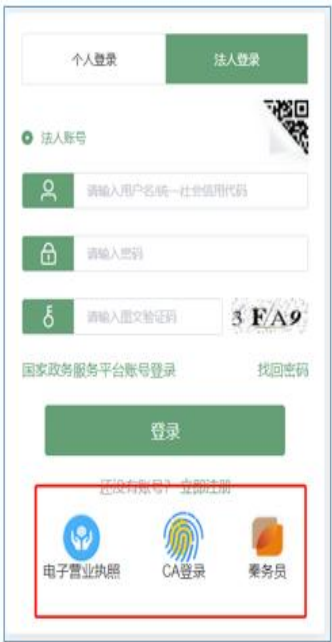 个人登录 法人登录
法人账号
请输入用户名/统一社会信用代码
请输入密码
请输入图文验证码 3 F/A9
国家政务服务平台账号登录 找回密码
登录
还没有账号？ 立即注册
电子营业执照 CA登录 秦务员